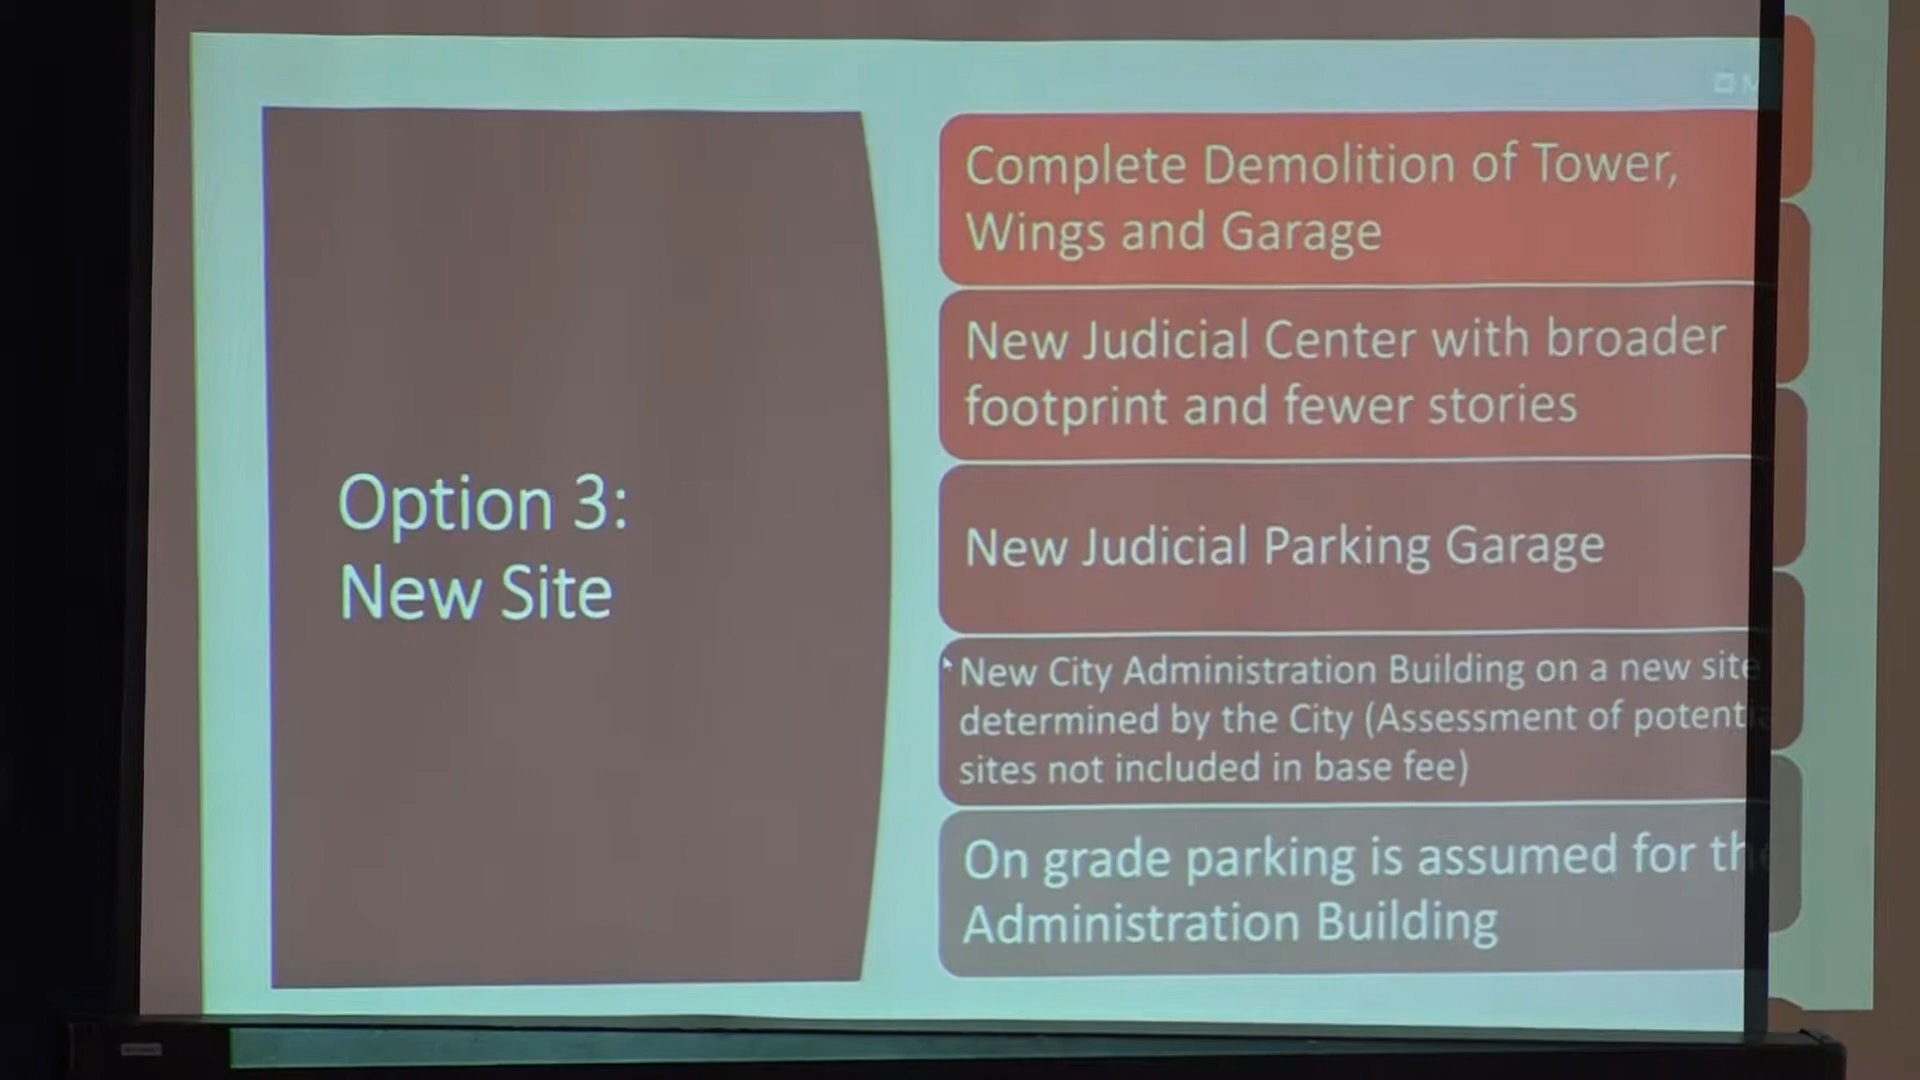 Option 3:
New Site
Complete Demolition of Tower,
Wings and Garage
New Judicial Center with broader
footprint and fewer stories
New Judicial Parking Garage
New City Administration Building on a new site
determined by the City (Assessment of
sites not included in base fee)
On grade parking is assumed for the
Administration Building